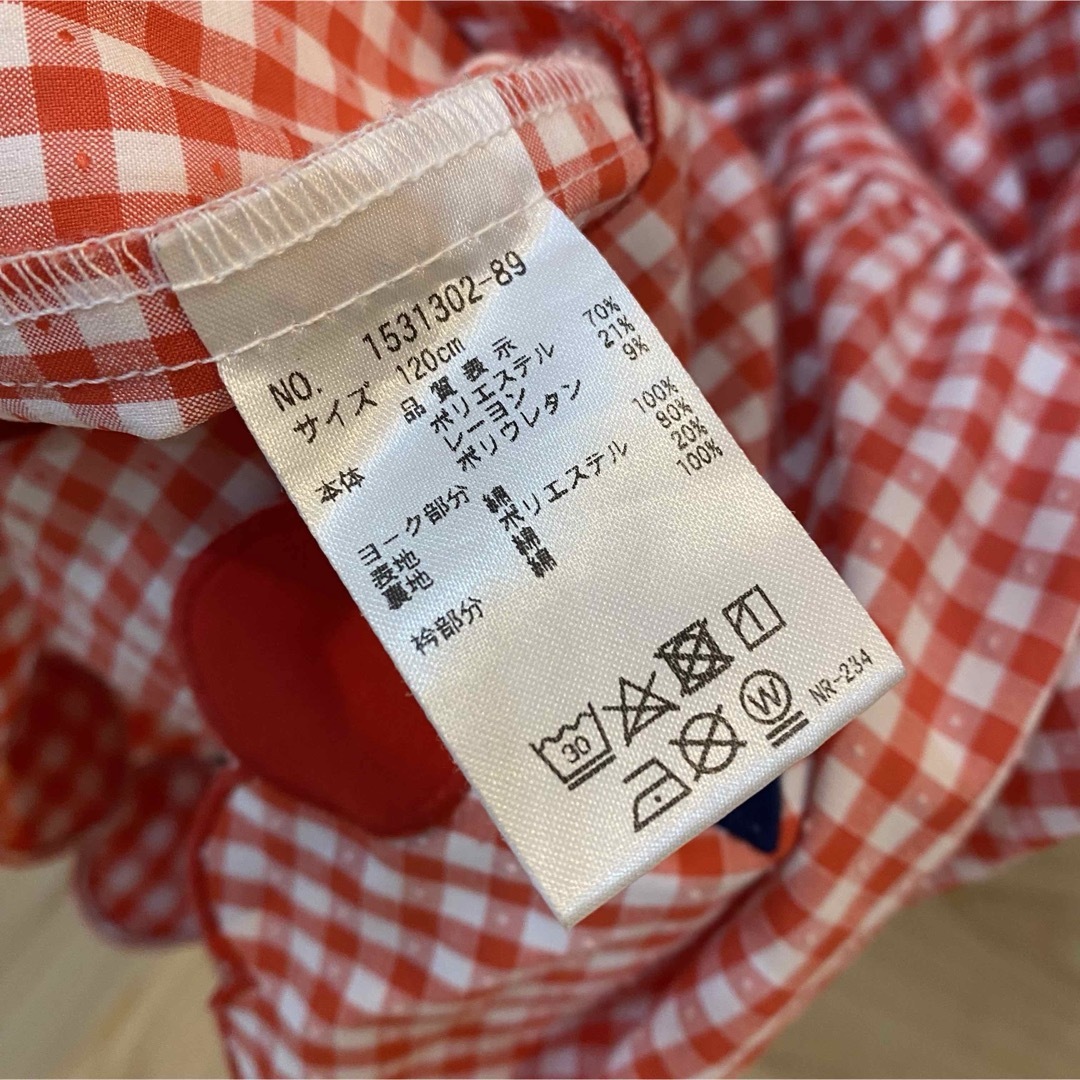 NO. 1531302-89
サイズ 120cm
品質表示
本体 ポリエステル 70%
レーヨン 21%
ポリウレタン 9%
ヨーク部分
表地 綿 100%
裏地 ポリエステル 80%
綿 20%
衿部分 綿 100%
30
W
NR-234